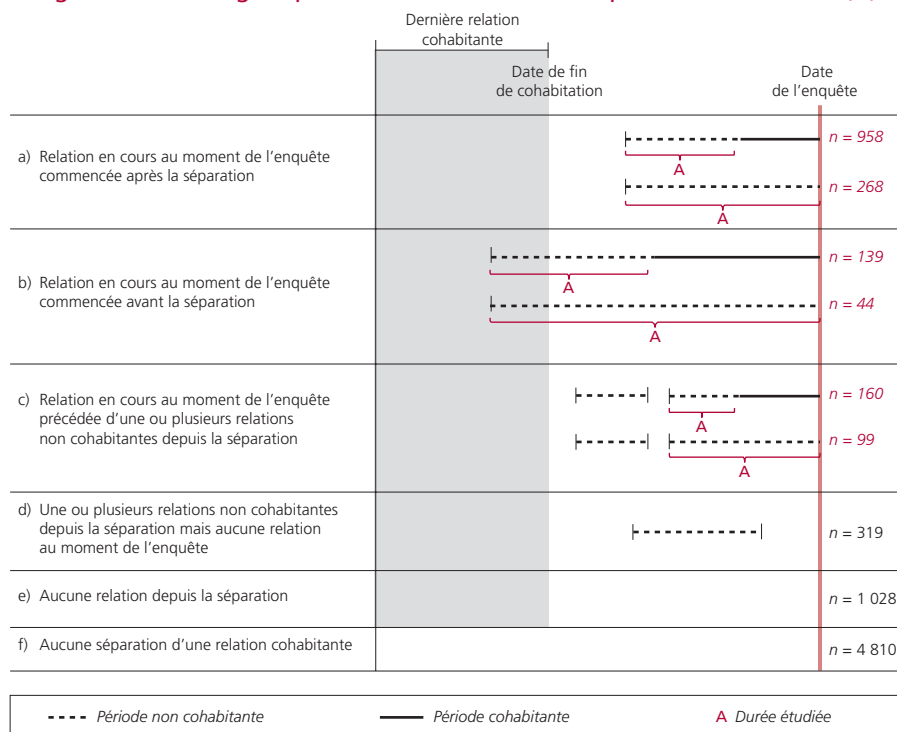 Dernière relation
cohabitante
Date de fin
de cohabitation
Date
de l'enquête
a) Relation en cours au moment de l'enquête
commencée après la séparation
n = 958
A
n = 268
A
b) Relation en cours au moment de l'enquête
commencée avant la séparation
n = 139
A
n = 44
A
c) Relation en cours au moment de l'enquête
précédée d'une ou plusieurs relations
non cohabitantes depuis la séparation
n = 160
A
n = 99
A
d) Une ou plusieurs relations non cohabitantes
depuis la séparation mais aucune relation
au moment de l'enquête
n = 319
e) Aucune relation depuis la séparation
n = 1 028
f) Aucune séparation d'une relation cohabitante
n = 4 810
Période non cohabitante
Période cohabitante
A Durée étudiée